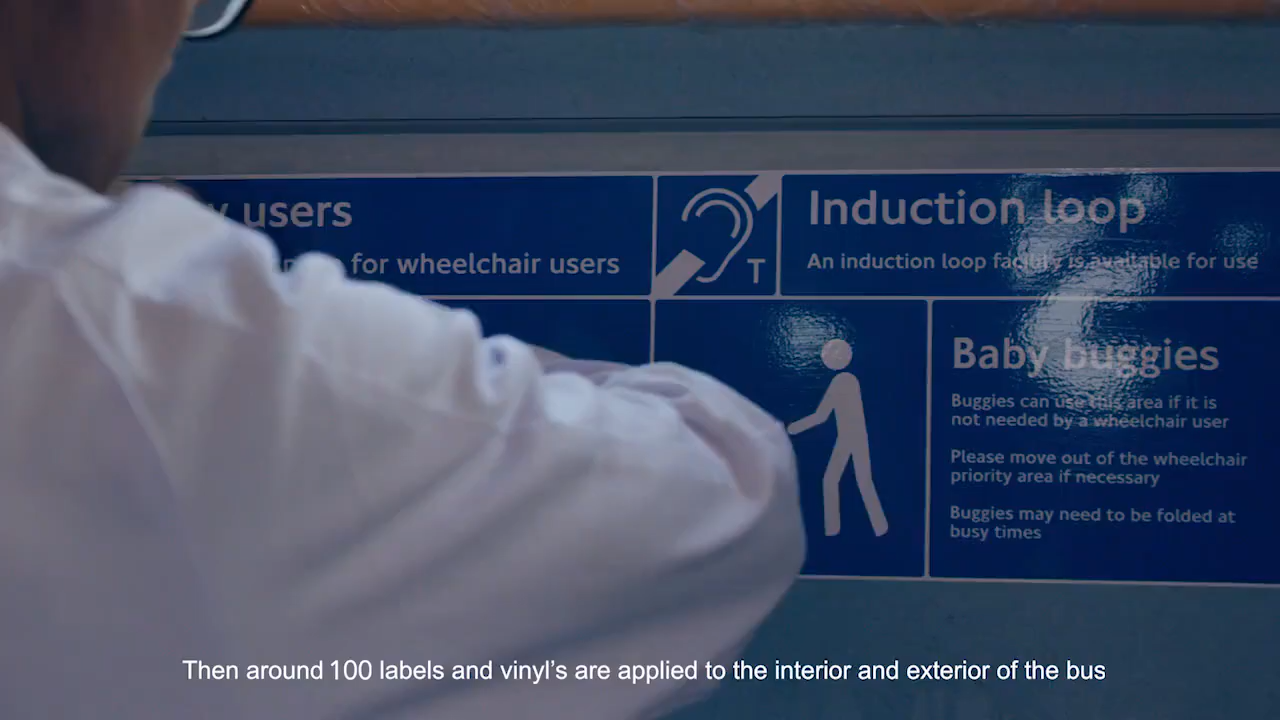 users
for wheelchair users
T
Induction loop
An induction loop facility is available for use
Baby buggies
Buggies can use this area if it is
not needed by a wheelchair user
Please move out of the wheelchair
priority area if necessary
Buggies may need to be folded at
busy times
Then around 100 labels and vinyl's are applied to the interior and exterior of the bus